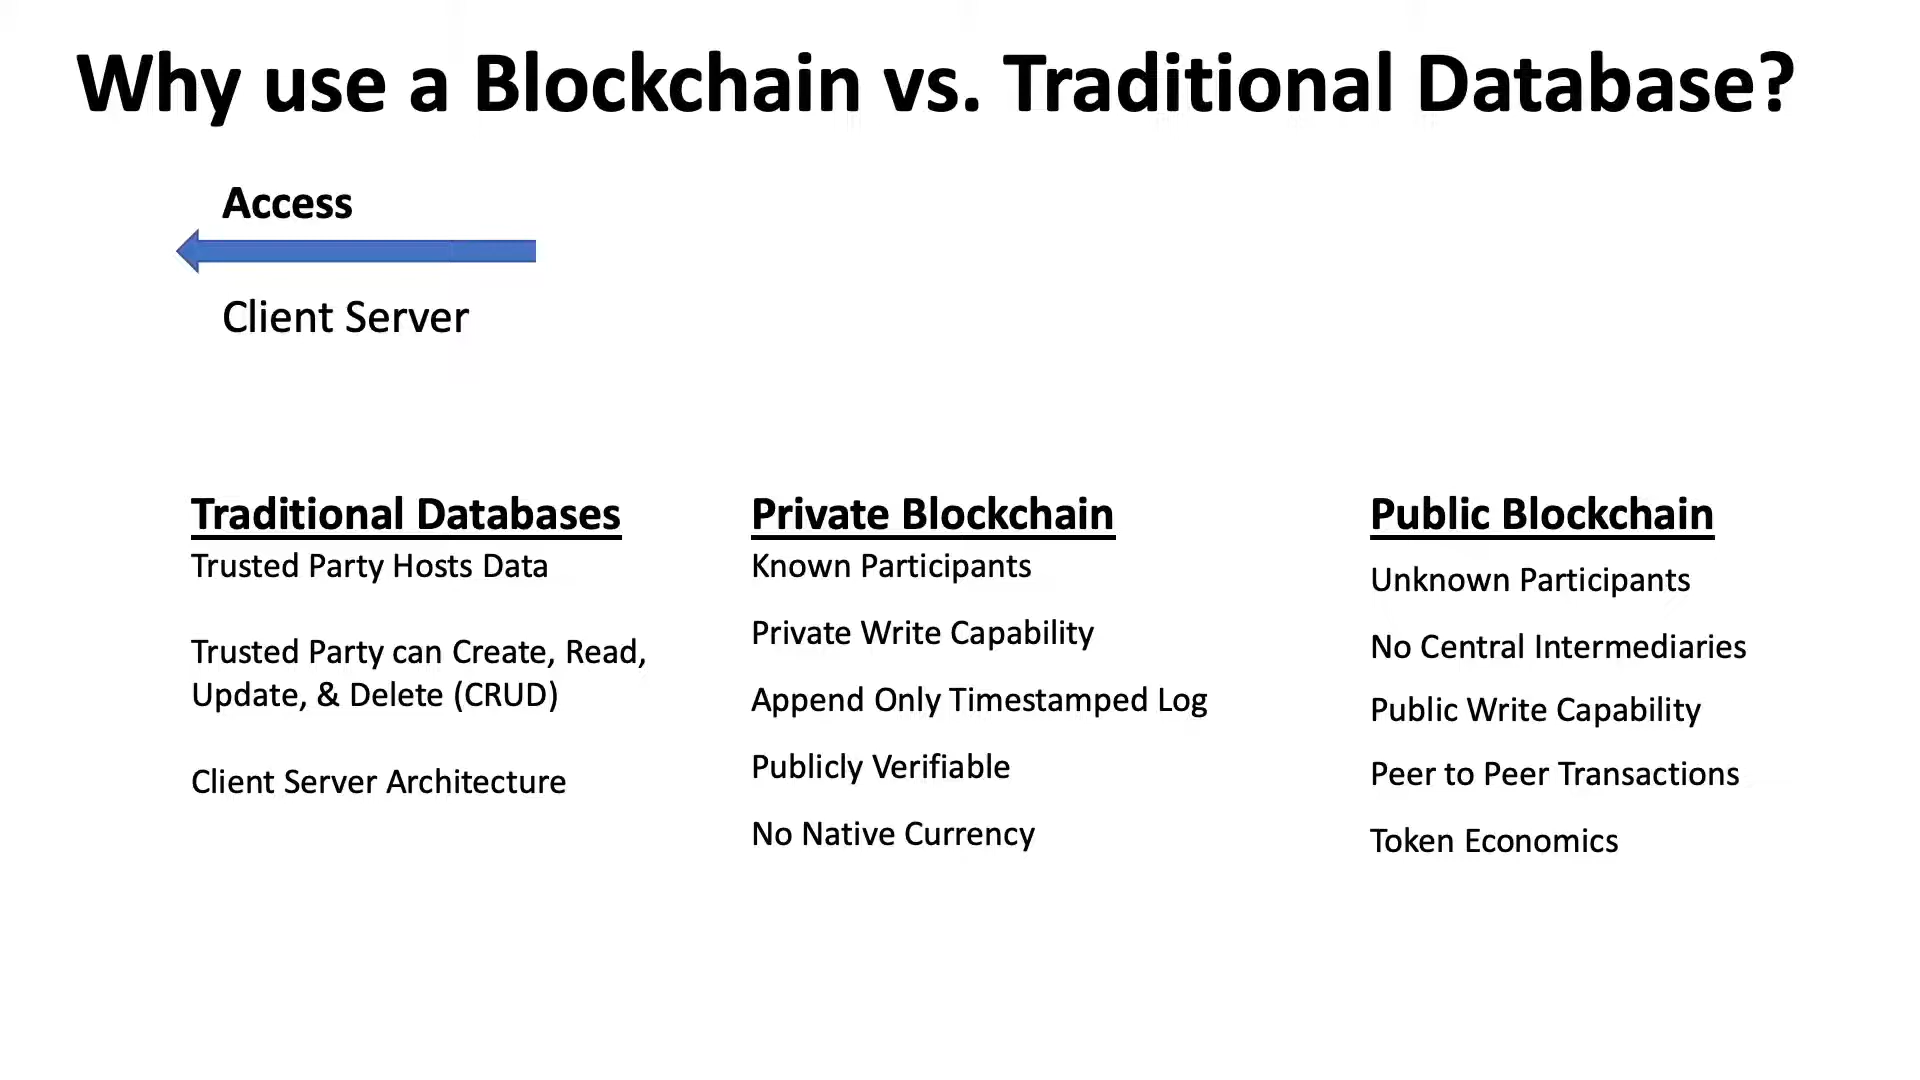 Why use a Blockchain vs. Traditional Database?
Access
Client Server
Traditional Databases
Trusted Party Hosts Data
Trusted Party can Create, Read,
Update, & Delete (CRUD)
Client Server Architecture
Private Blockchain
Known Participants
Private Write Capability
Append Only Timestamped Log
Publicly Verifiable
No Native Currency
Public Blockchain
Unknown Participants
No Central Intermediaries
Public Write Capability
Peer to Peer Transactions
Token Economics